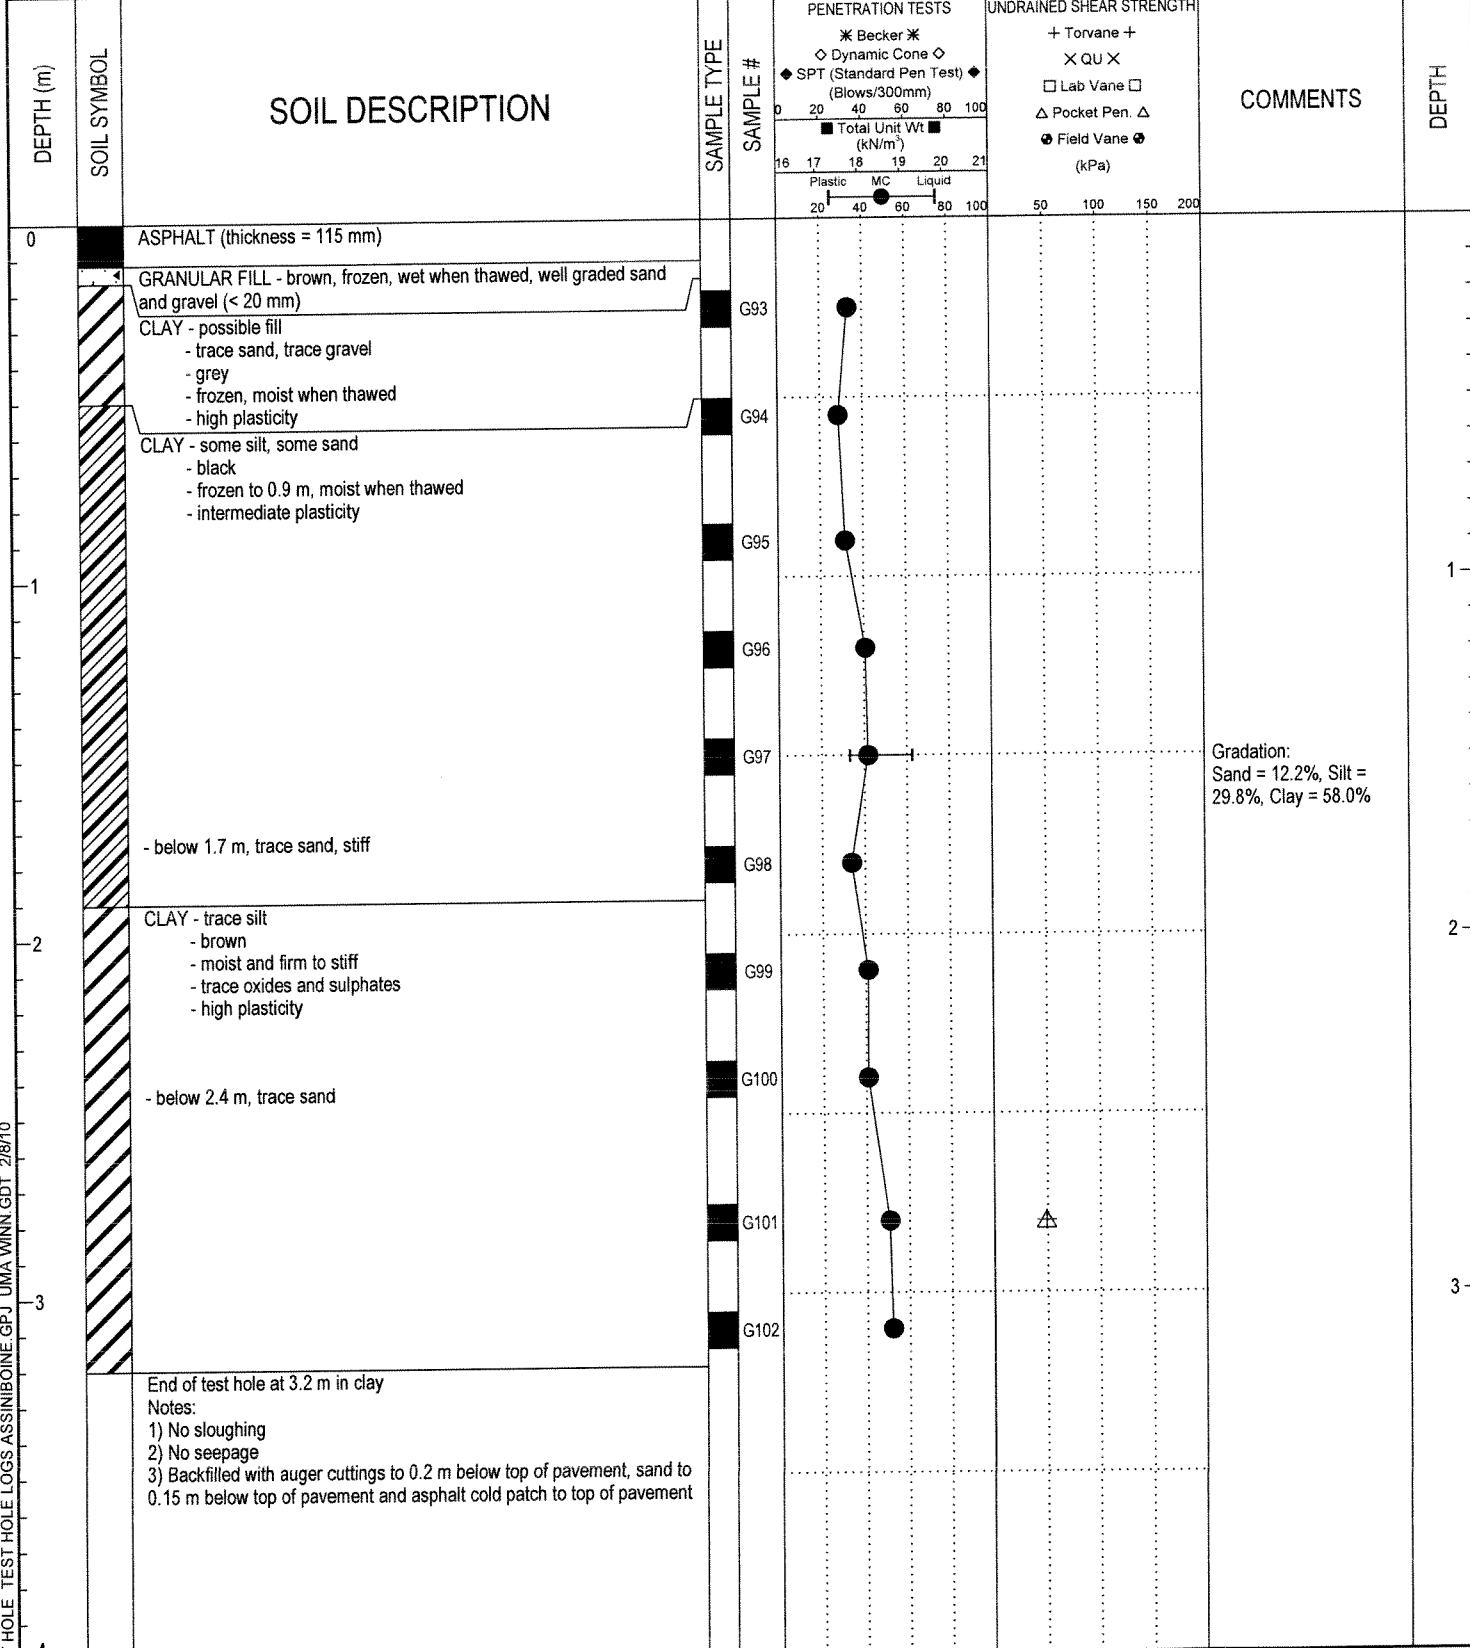 DEPTH (m)
SOIL SYMBOL
SOIL DESCRIPTION
SAMPLE TYPE
SAMPLE #
PENETRATION TESTS
Becker
Dynamic Cone
SPT (Standard Pen Test)
(Blows/300mm)
0 20 40 60 80 100
Total Unit Wt
(kN/m³)
16 17 18 19 20 21
Plastic MC Liquid
20 40 60 80 100
UNDRAINED SHEAR STRENGTH
+ Torvane +
X QU X
□ Lab Vane □
△ Pocket Pen. △
Field Vane
(kPa)
50 100 150 200
COMMENTS
DEPTH
0
ASPHALT (thickness = 115 mm)
GRANULAR FILL - brown, frozen, wet when thawed, well graded sand
and gravel (< 20 mm)
G93
CLAY - possible fill
- trace sand, trace gravel
- grey
- frozen, moist when thawed
- high plasticity
G94
CLAY - some silt, some sand
- black
- frozen to 0.9 m, moist when thawed
- intermediate plasticity
G95
1
1
G96
G97
Gradation:
Sand = 12.2%, Silt =
29.8%, Clay = 58.0%
- below 1.7 m, trace sand, stiff
G98
CLAY - trace silt
- brown
- moist and firm to stiff
- trace oxides and sulphates
- high plasticity
2
2
G99
G100
- below 2.4 m, trace sand
G101
3
3
G102
End of test hole at 3.2 m in clay
Notes:
1) No sloughing
2) No seepage
3) Backfilled with auger cuttings to 0.2 m below top of pavement, sand to
0.15 m below top of pavement and asphalt cold patch to top of pavement
HOLE TEST HOLE LOGS ASSINIBOINE.GPJ UMA WINN.GDT 2/8/10